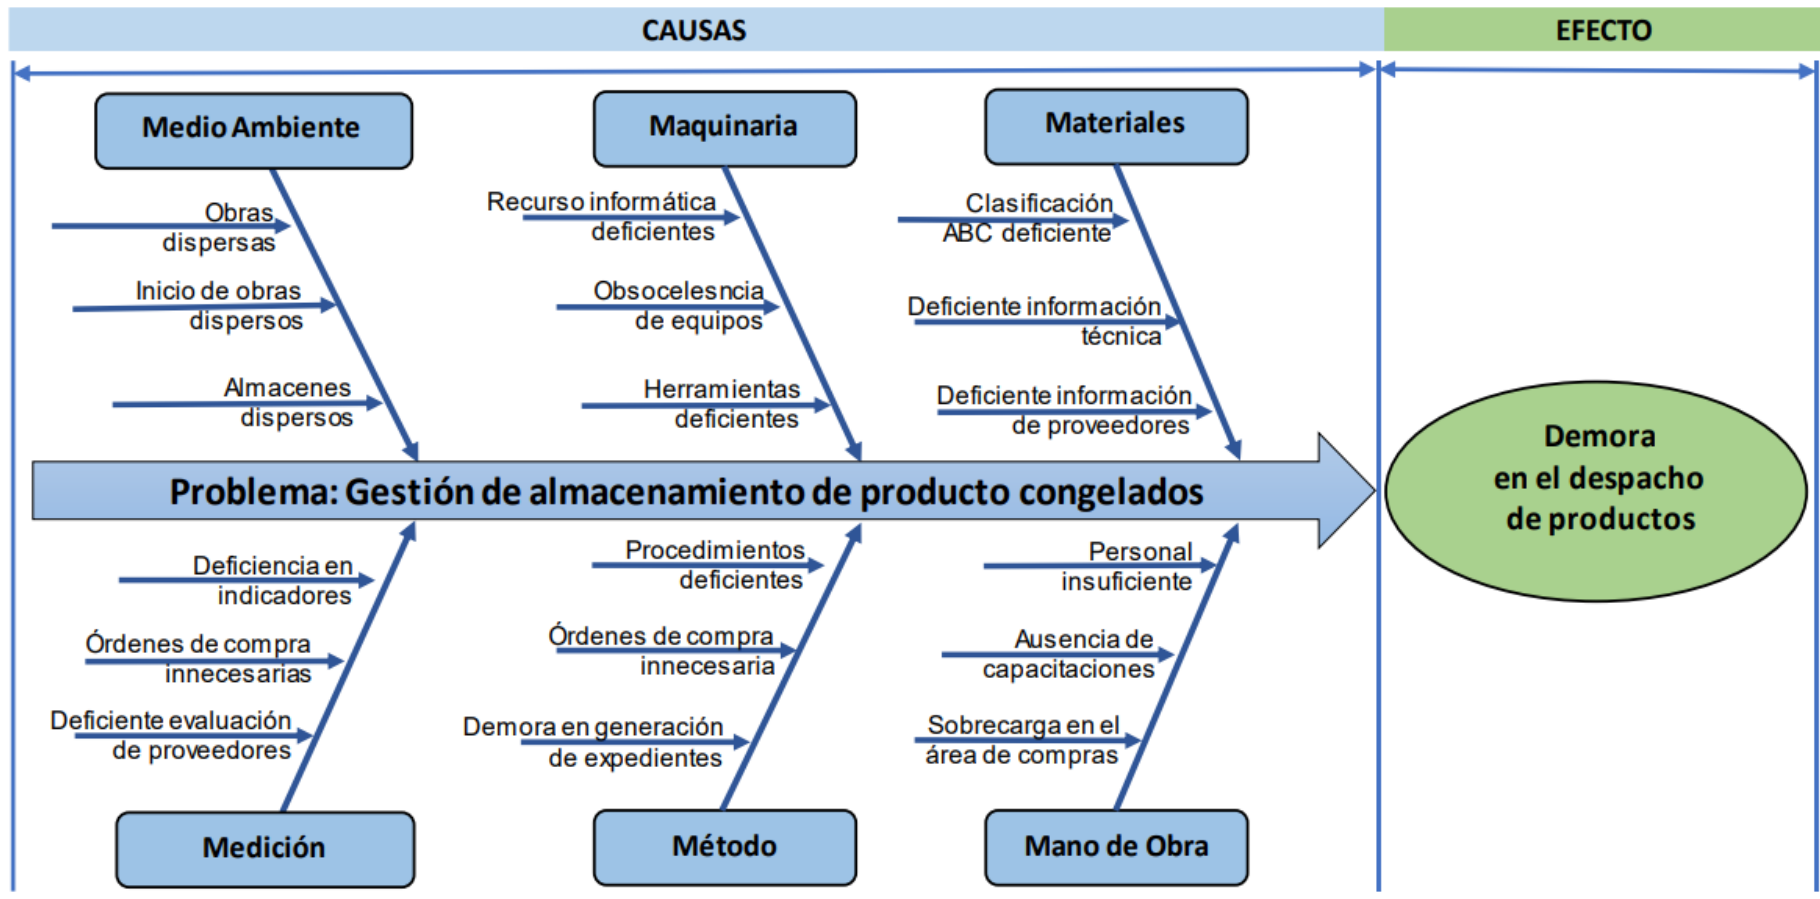 CAUSAS
EFECTO
Medio Ambiente
Maquinaria
Materiales
Obras
dispersas
Inicio de obras
dispersos
Almacenes
dispersos
Recurso informática
deficientes
Obsocelesncia
de equipos
Herramientas
deficientes
Clasificación
ABC deficiente
Deficiente información
técnica
Deficiente información
de proveedores
Problema: Gestión de almacenamiento de producto congelados
Demora
en el despacho
de productos
Deficiencia en
indicadores
Órdenes de compra
innecesarias
Deficiente evaluación
de proveedores
Procedimientos
deficientes
Órdenes de compra
innecesaria
Demora en generación
de expedientes
Personal
insuficiente
Ausencia de
capacitaciones
Sobrecarga en el
área de compras
Medición
Método
Mano de Obra